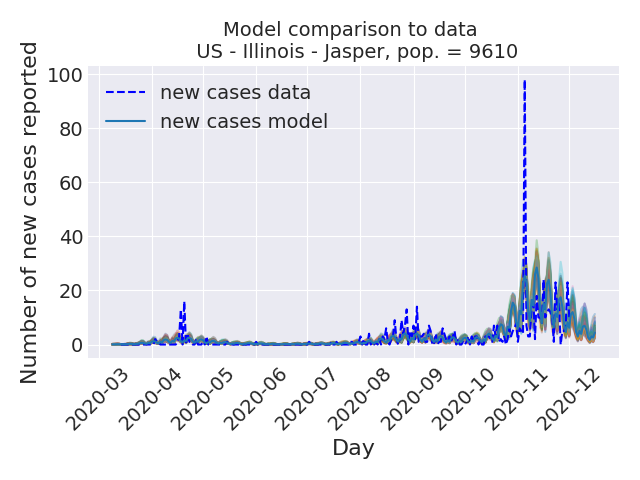 Model comparison to data
US - Illinois - Jasper, pop. = 9610
Number of new cases reported
100
80
60
40
20
0
new cases data
new cases model
2020-03
2020-04
2020-05
2020-06
2020-07
2020-08
2020-09
2020-10
2020-11
2020-12
Day